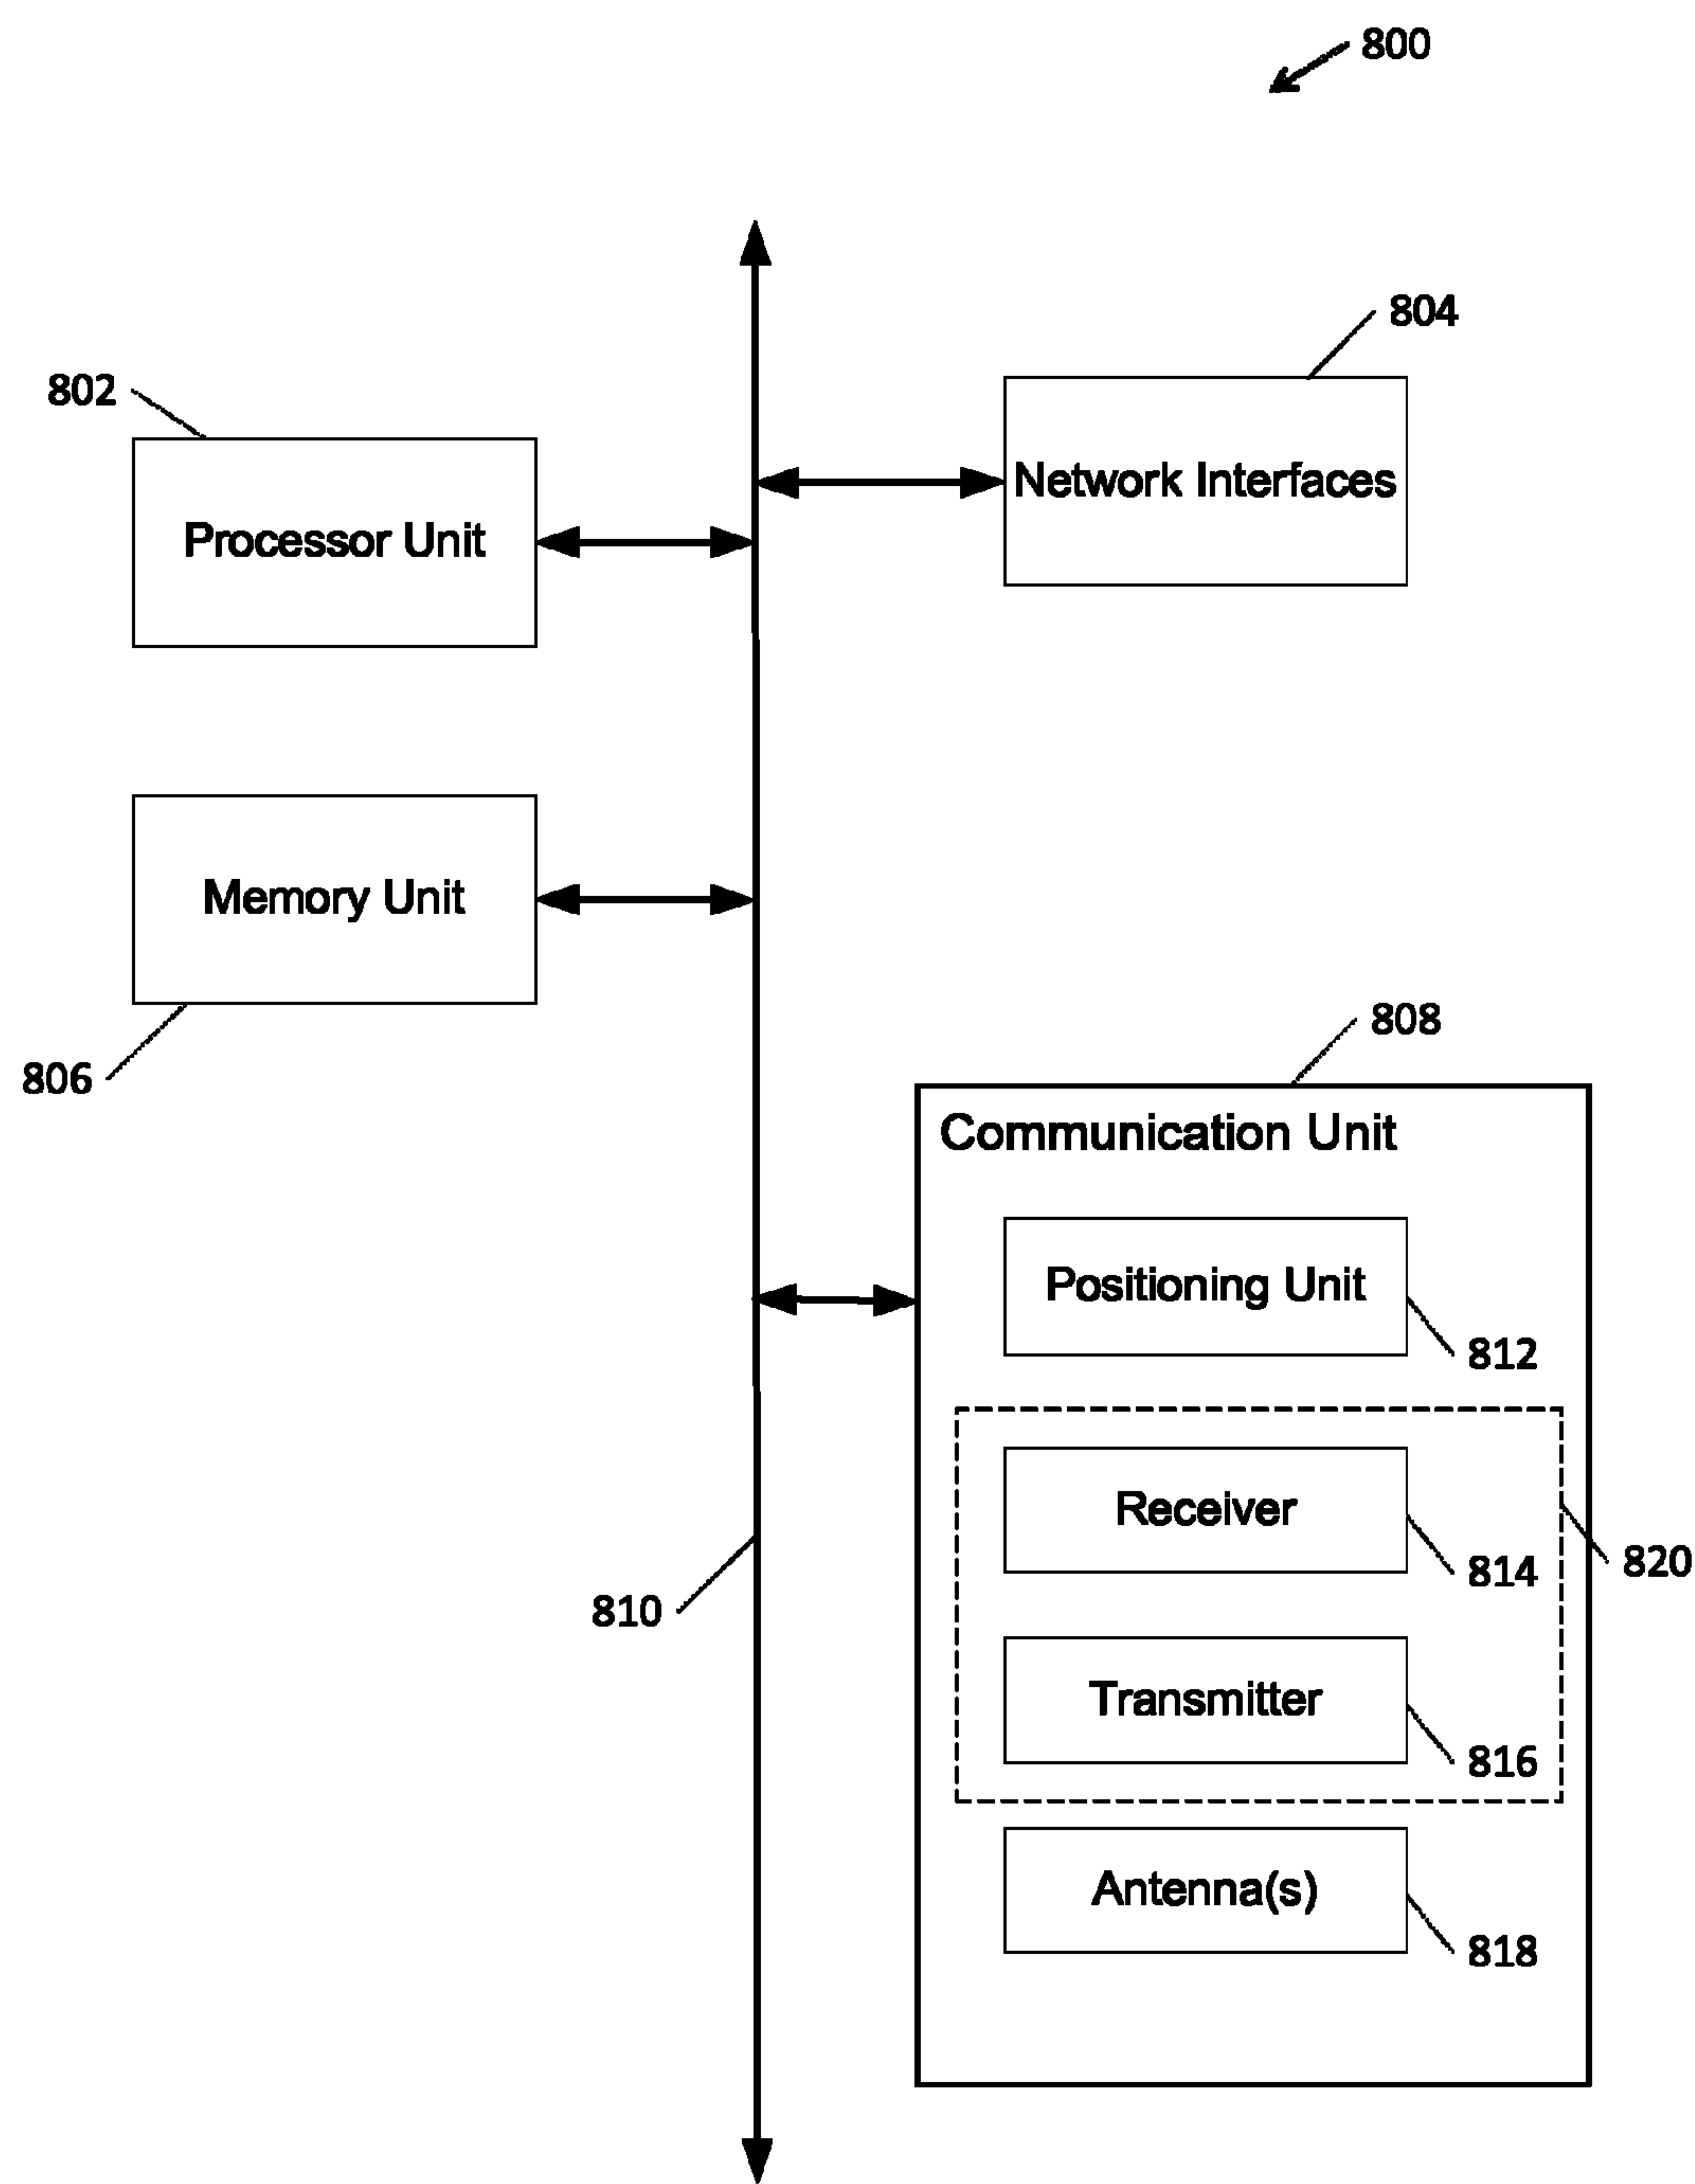 800
804
802
Network Interfaces
Processor Unit
Memory Unit
806
808
Communication Unit
Positioning Unit
812
Receiver
814
820
810
Transmitter
816
Antenna(s)
818